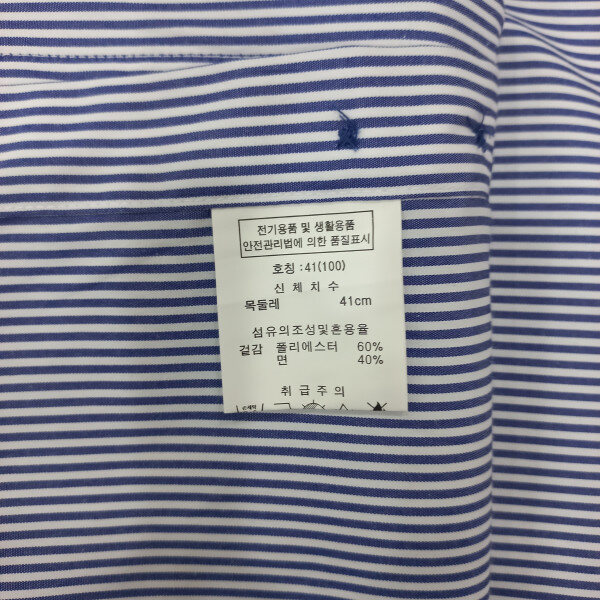 전기용품 및 생활용품
안전관리법에 의한 품질표시
호칭 : 41(100)
신 체 치 수
목둘레 41cm
섬유의조성및혼용율
겉감 폴리에스터 60%
면 40%
취 급 주 의